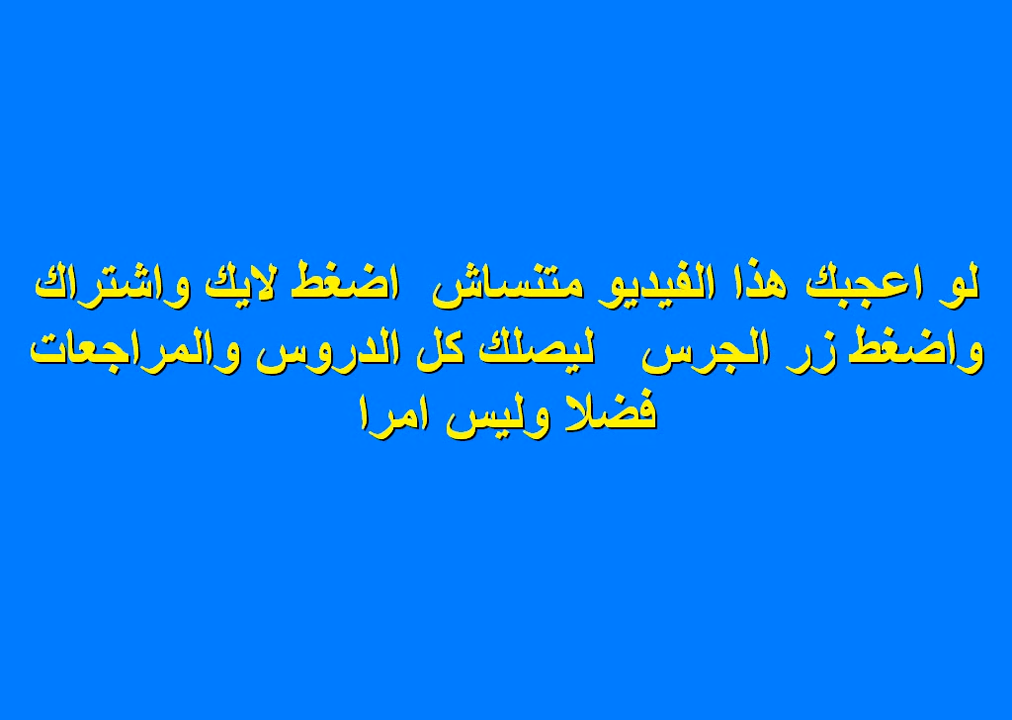 لو اعجبك هذا الفيديو متنساش اضغط لايك واشتراك
واضغط زر الجرس ليصلك كل الدروس والمراجعات
فضلا وليس امرا